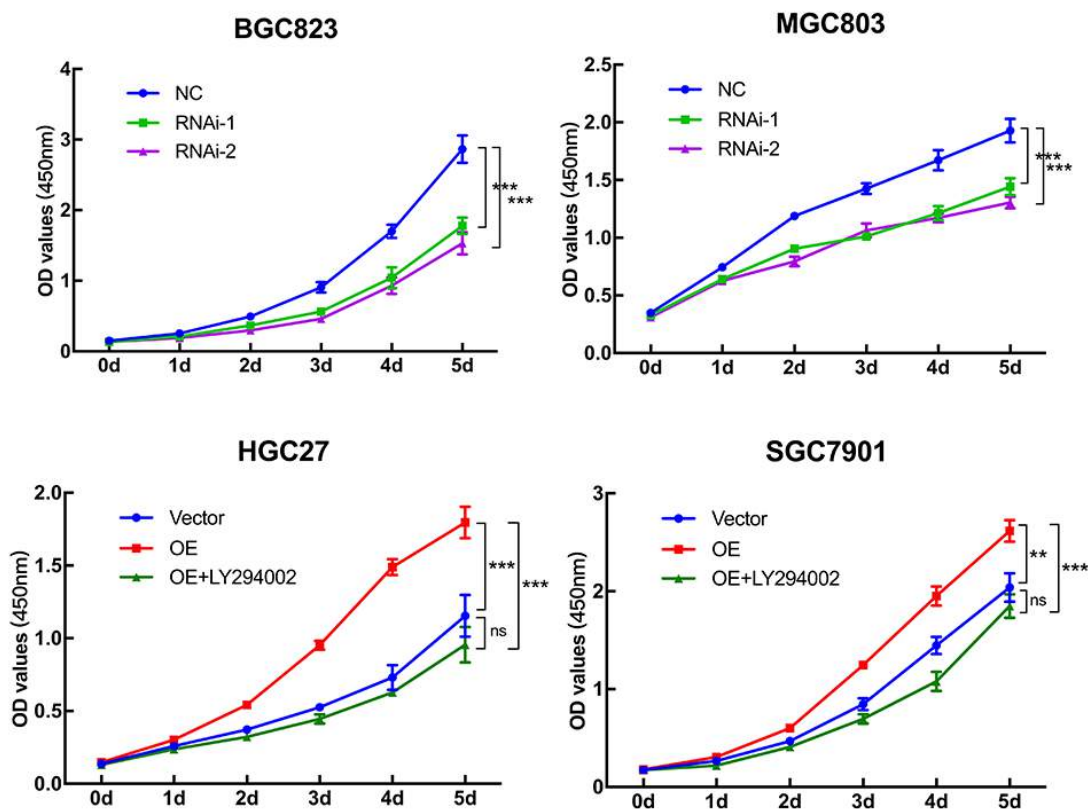 BGC823
OD values (450nm)
4
3
2
1
0
NC
RNAi-1
RNAi-2
***
***
0d 1d 2d 3d 4d 5d
MGC803
OD values (450nm)
2.5
2.0
1.5
1.0
0.5
0.0
NC
RNAi-1
RNAi-2
***
***
0d 1d 2d 3d 4d 5d
HGC27
OD values (450nm)
2.0
1.5
1.0
0.5
0.0
Vector
OE
OE+LY294002
***
***
ns
0d 1d 2d 3d 4d 5d
SGC7901
OD values (450nm)
3
2
1
0
Vector
OE
OE+LY294002
**
***
ns
0d 1d 2d 3d 4d 5d